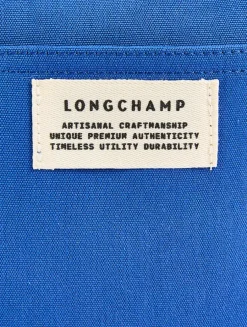 LONGCHAMP
ARTISANAL CRAFTMANSHIP
UNIQUE PREMIUM AUTHENTICITY
TIMELESS UTILITY DURABILITY